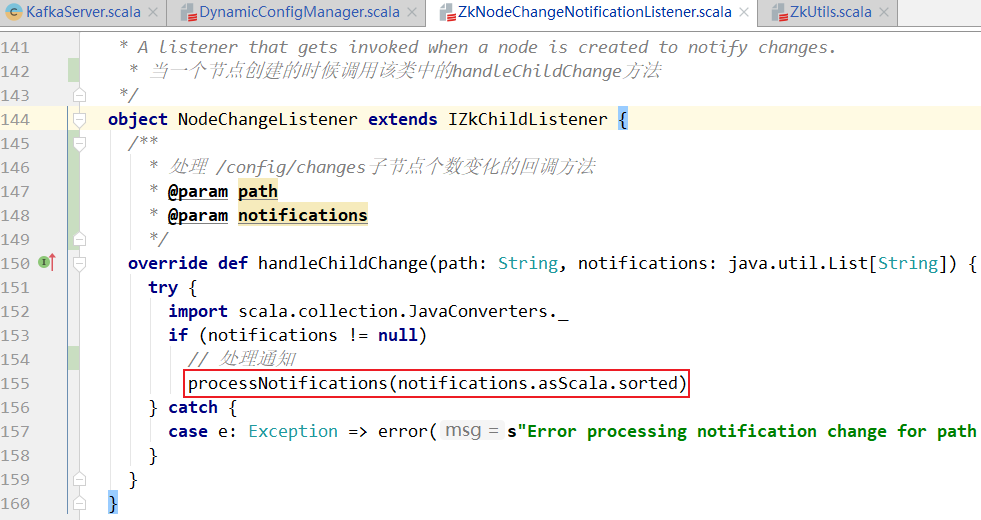 KafkaServer.scala × DynamicConfigManager.scala × ZkNodeChangeNotificationListener.scala × ZkUtils.scala ×
141 * A listener that gets invoked when a node is created to notify changes.
142 * 当一个节点创建的时候调用该类中的handleChildChange方法
143 */
144 object NodeChangeListener extends IZkChildListener {
145 /**
146 * 处理 /config/changes子节点个数变化的回调方法
147 * @param path
148 * @param notifications
149 */
150 override def handleChildChange(path: String, notifications: java.util.List[String]) {
151 try {
152 import scala.collection.JavaConverters._
153 if (notifications != null)
154 // 处理通知
155 processNotifications(notifications.asScala.sorted)
156 } catch {
157 case e: Exception => error( msg = s"Error processing notification change for path
158 }
159 }
160 }